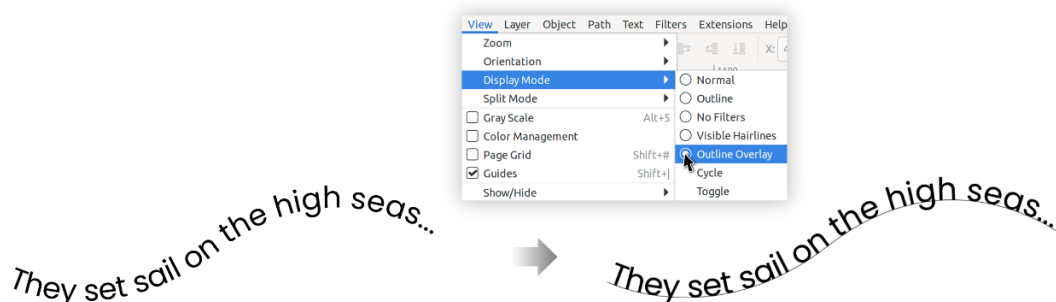 View Layer Object Path Text Filters Extensions Help
Zoom
Orientation
Display Mode
Split Mode
Gray Scale Alt+5
Color Management
Page Grid Shift+#
Guides Shift+|
Show/Hide
X: 4
1100
Normal
Outline
No Filters
Visible Hairlines
Outline Overlay
Cycle
Toggle
They set sail on the high seas...
They set sail on the high seas...